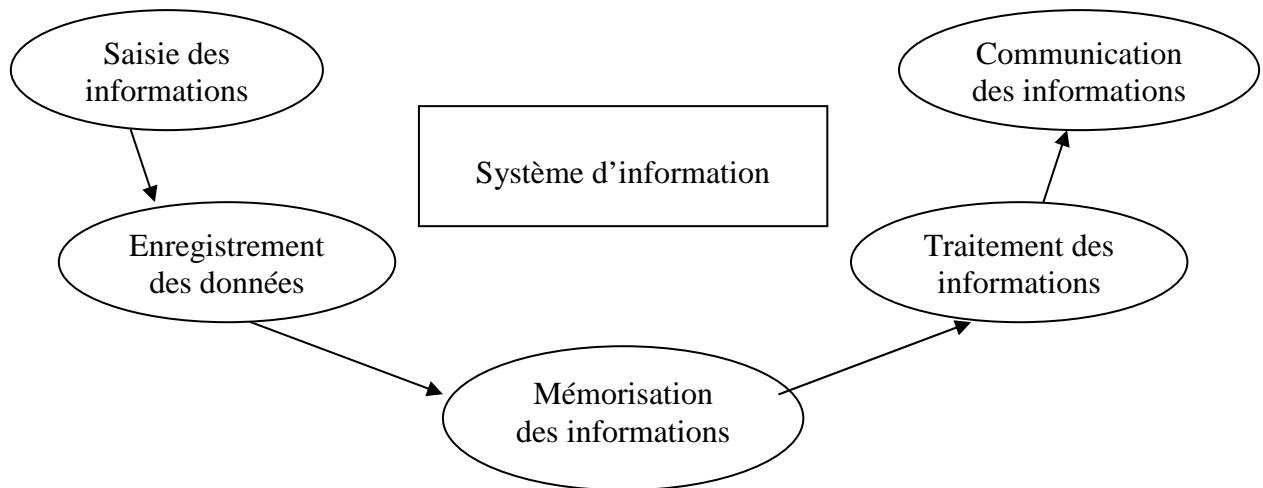 Saisie des
informations
Communication
des informations
Système d’information
Enregistrement
des données
Traitement des
informations
Mémorisation
des informations